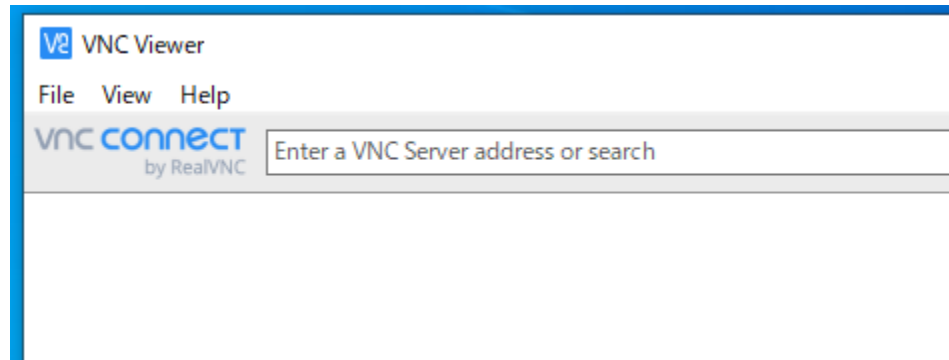 V2 VNC Viewer
File View Help
vnc connect
by RealVNC
Enter a VNC Server address or search